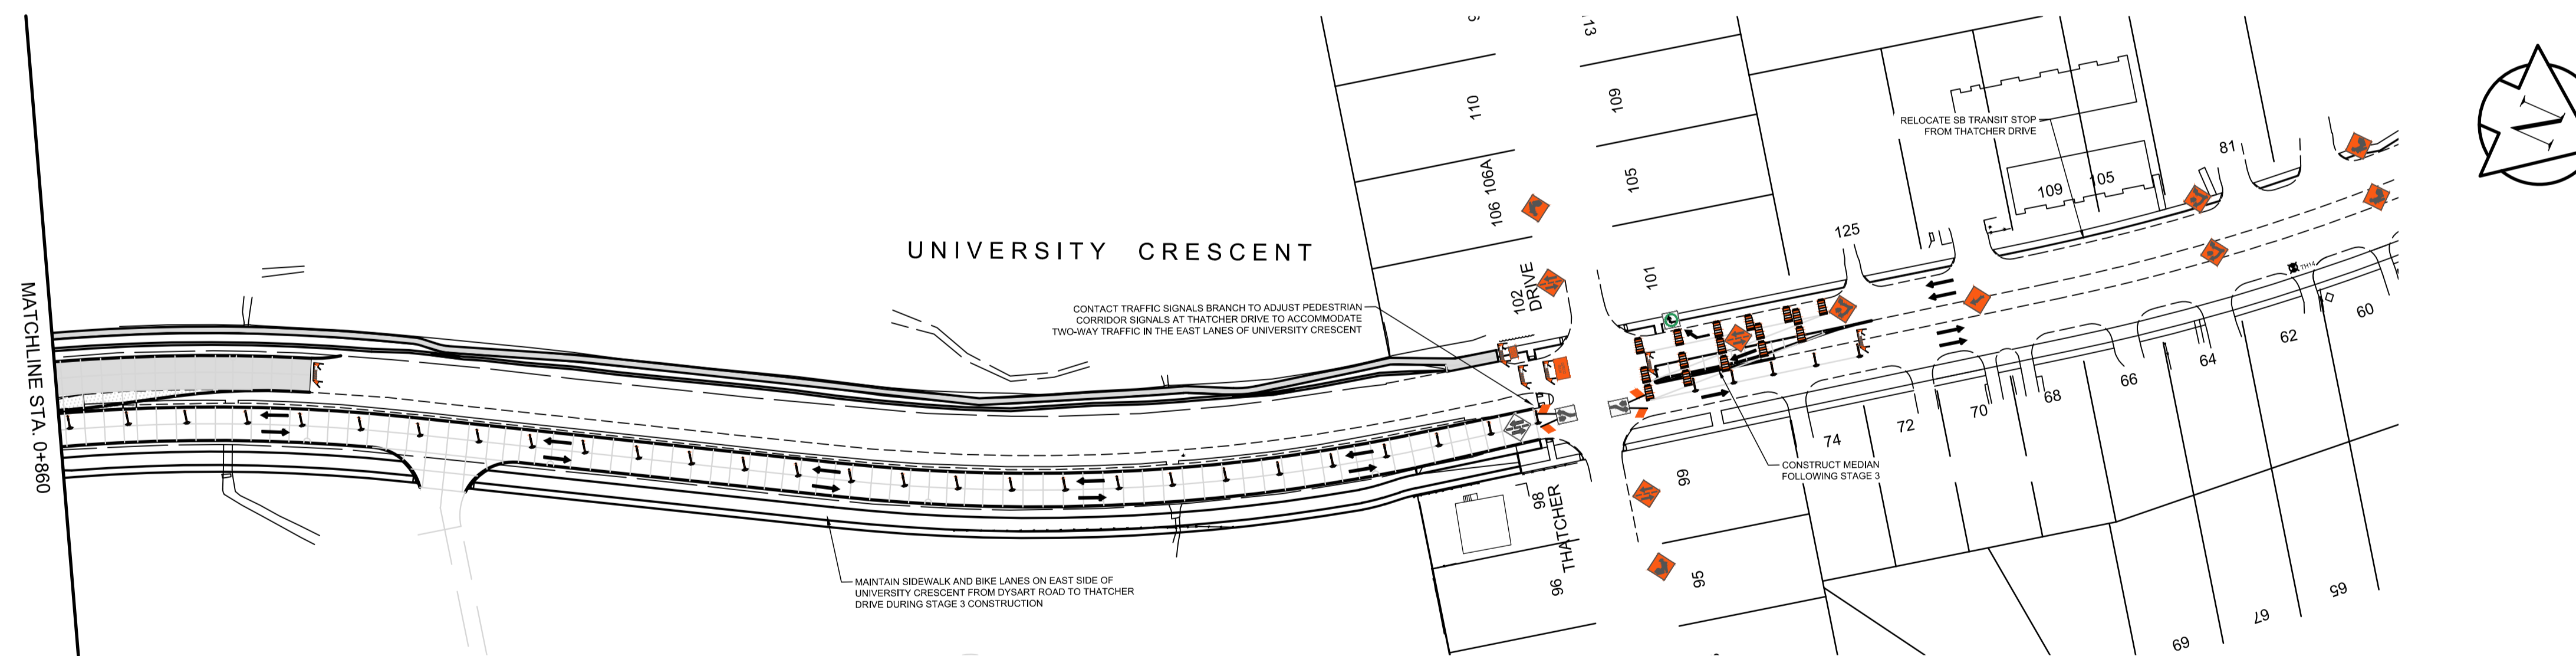 110
109
106A
106
105
102
101
125
109
105
81
RELOCATE SB TRANSIT STOP
FROM THATCHER DRIVE
UNIVERSITY CRESCENT
CONTACT TRAFFIC SIGNALS BRANCH TO ADJUST PEDESTRIAN
CORRIDOR SIGNALS AT THATCHER DRIVE TO ACCOMMODATE
TWO-WAY TRAFFIC IN THE EAST LANES OF UNIVERSITY CRESCENT
DRIVE
MATCHLINE STA. 0+860
TH14
60
62
64
66
68
70
72
74
CONSTRUCT MEDIAN
FOLLOWING STAGE 3
THATCHER
98
99
96
95
MAINTAIN SIDEWALK AND BIKE LANES ON EAST SIDE OF
UNIVERSITY CRESCENT FROM DYSART ROAD TO THATCHER
DRIVE DURING STAGE 3 CONSTRUCTION
65
67
69